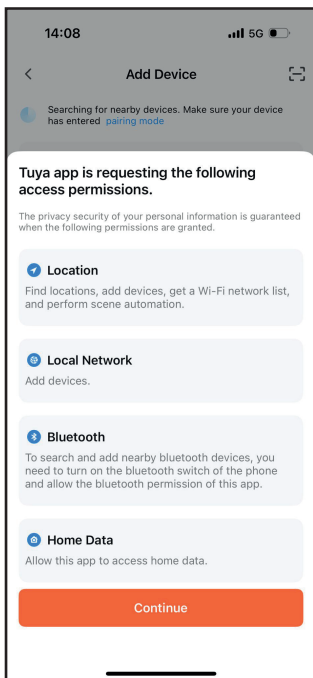 14:08 5G
Add Device
Searching for nearby devices. Make sure your device
has entered pairing mode
Tuya app is requesting the following
access permissions.
The privacy security of your personal information is guaranteed
when the following permissions are granted.
Location
Find locations, add devices, get a Wi-Fi network list,
and perform scene automation.
Local Network
Add devices.
Bluetooth
To search and add nearby bluetooth devices, you
need to turn on the bluetooth switch of the phone
and allow the bluetooth permission of this app.
Home Data
Allow this app to access home data.
Continue